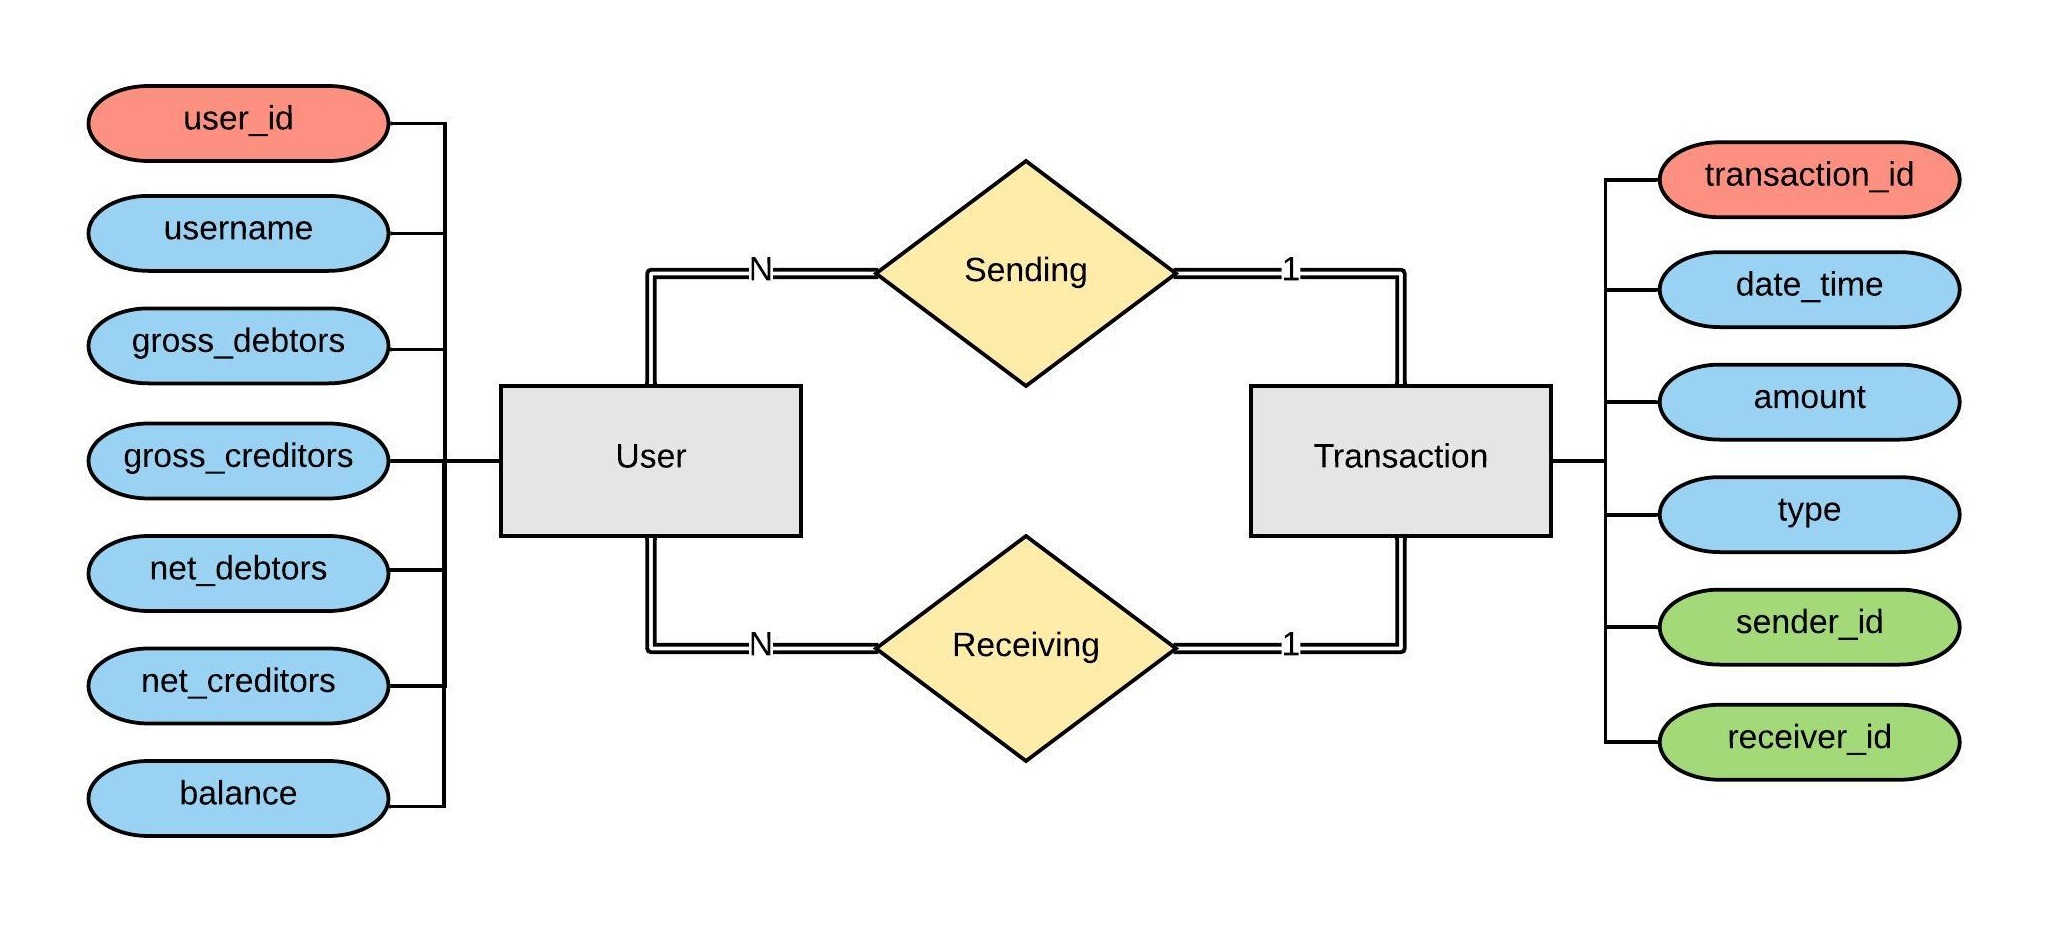 user_id
username
gross_debtors
gross_creditors
net_debtors
net_creditors
balance
User
N
Sending
1
N
Receiving
1
Transaction
transaction_id
date_time
amount
type
sender_id
receiver_id